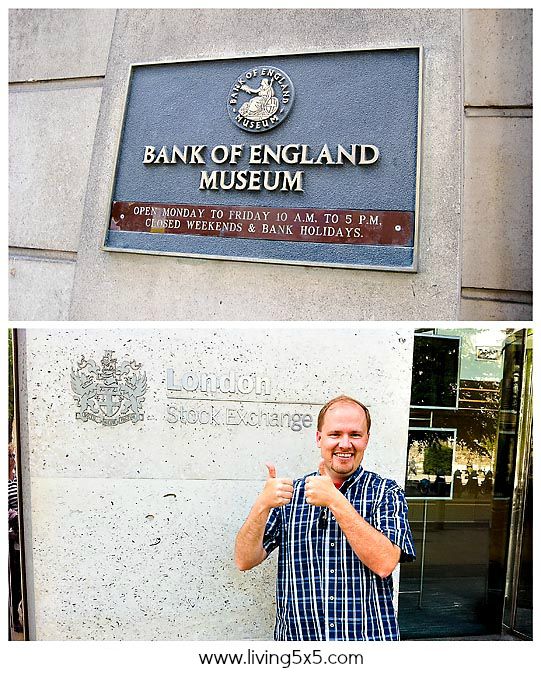 BANK OF ENGLAND
MUSEUM
BANK OF ENGLAND
MUSEUM
OPEN MONDAY TO FRIDAY 10 A.M. TO 5 P.M.
CLOSED WEEKENDS & BANK HOLIDAYS.
London
Stock Exchange
www.living5x5.com